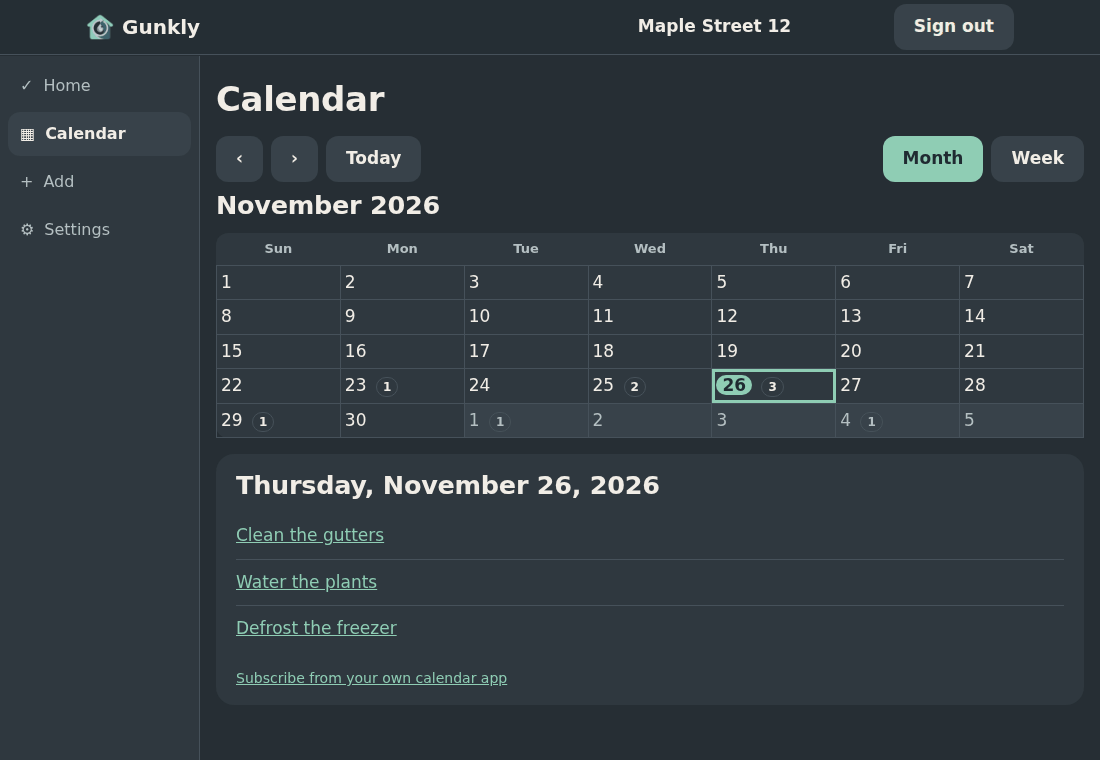 Gunkly
Maple Street 12
Sign out
✓ Home
▦ Calendar
+ Add
⚙ Settings
Calendar
‹ › Today Month Week
November 2026
Sun Mon Tue Wed Thu Fri Sat
1 2 3 4 5 6 7
8 9 10 11 12 13 14
15 16 17 18 19 20 21
22 23 1 24 25 2 26 3 27 28
29 1 30 1 1 2 3 4 1 5
Thursday, November 26, 2026
Clean the gutters
Water the plants
Defrost the freezer
Subscribe from your own calendar app